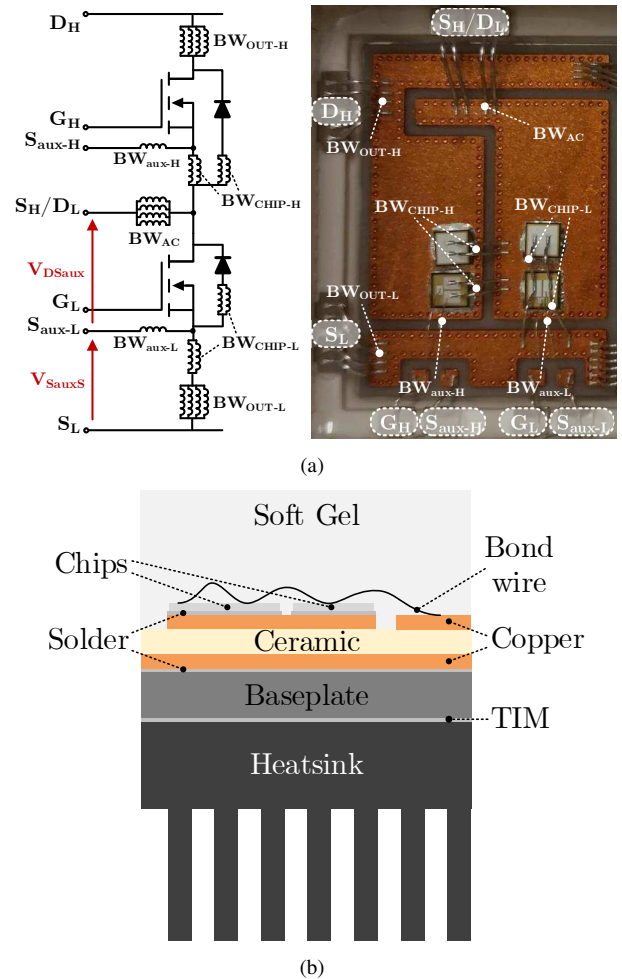 D_H
BW_OUT-H
G_H
S_aux-H
BW_aux-H
BW_CHIP-H
S_H/D_L
BW_AC
V_DSaux
G_L
S_aux-L
BW_aux-L
BW_CHIP-L
V_SauxS
BW_OUT-L
S_L
S_H/D_L
D_H
BW_OUT-H
BW_AC
BW_CHIP-H
BW_CHIP-L
BW_OUT-L
S_L
BW_aux-H
BW_aux-L
G_H
S_aux-H
G_L
S_aux-L
(a)
Soft Gel
Chips
Bond
wire
Solder
Ceramic
Copper
Baseplate
TIM
Heatsink
(b)